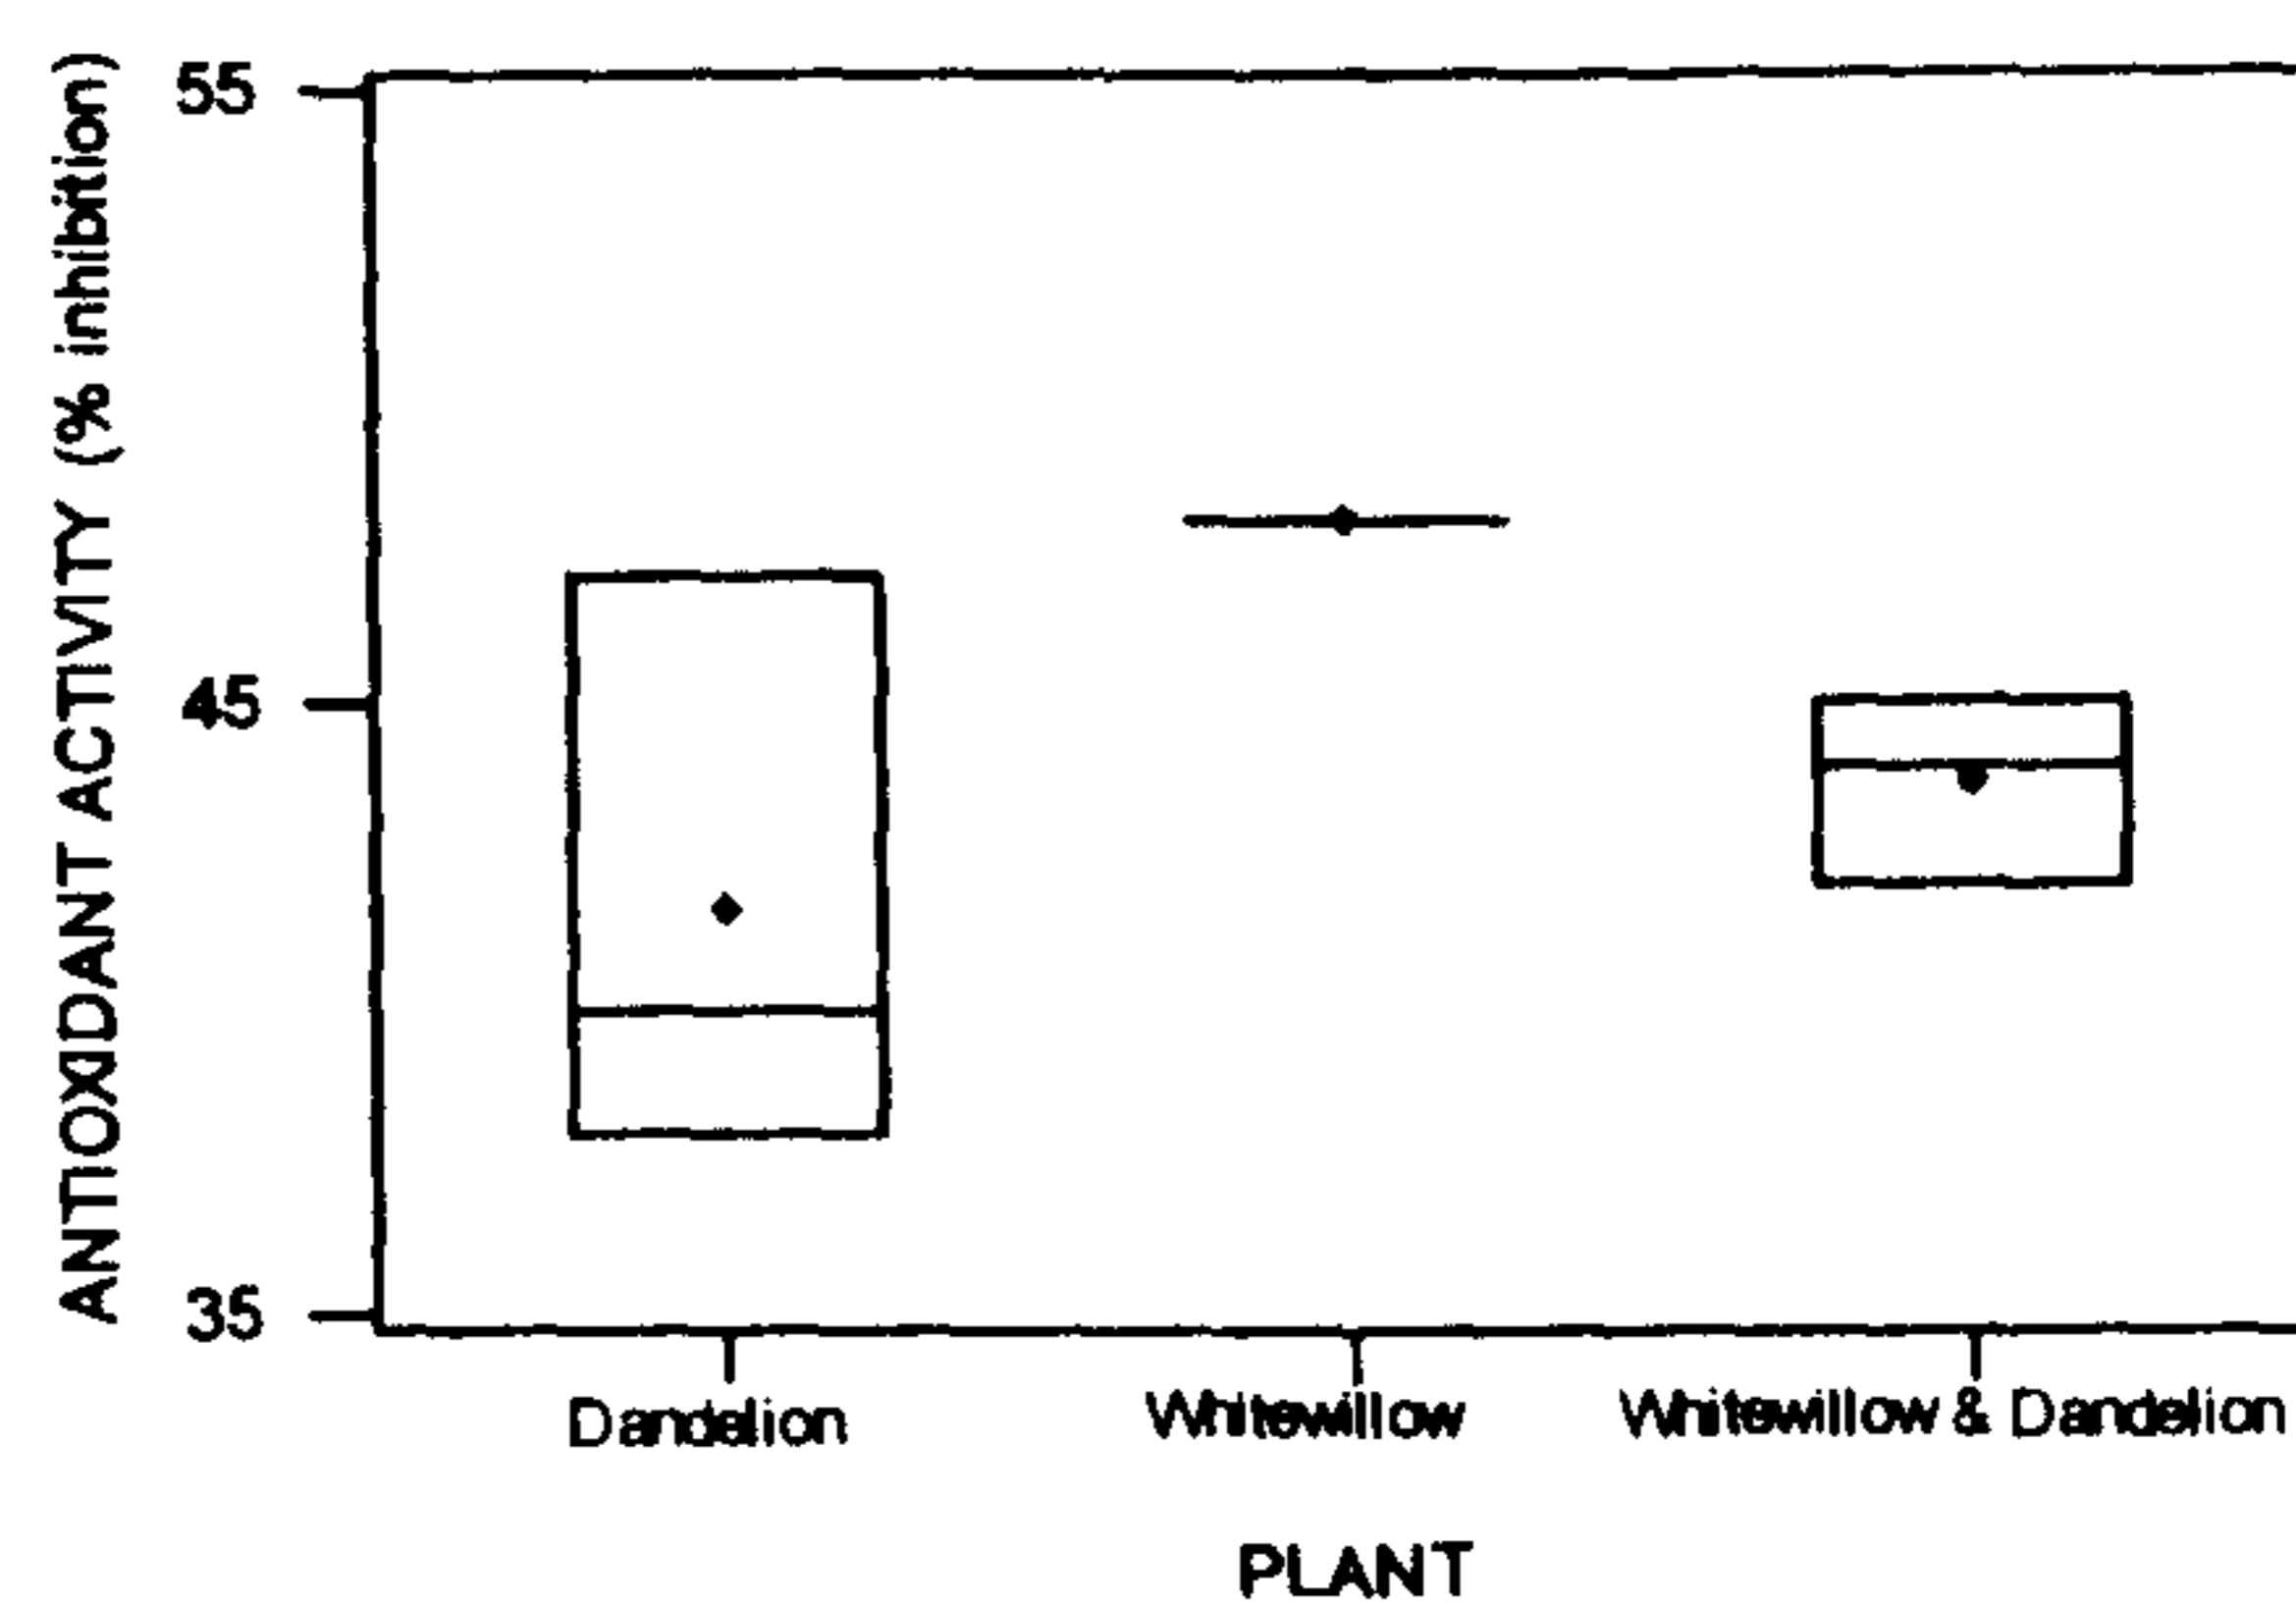 ANTIOXIDANT ACTIVITY (% inhibition)
55
45
35
Dandelion
Whitewillow
Whitewillow & Dandelion
PLANT